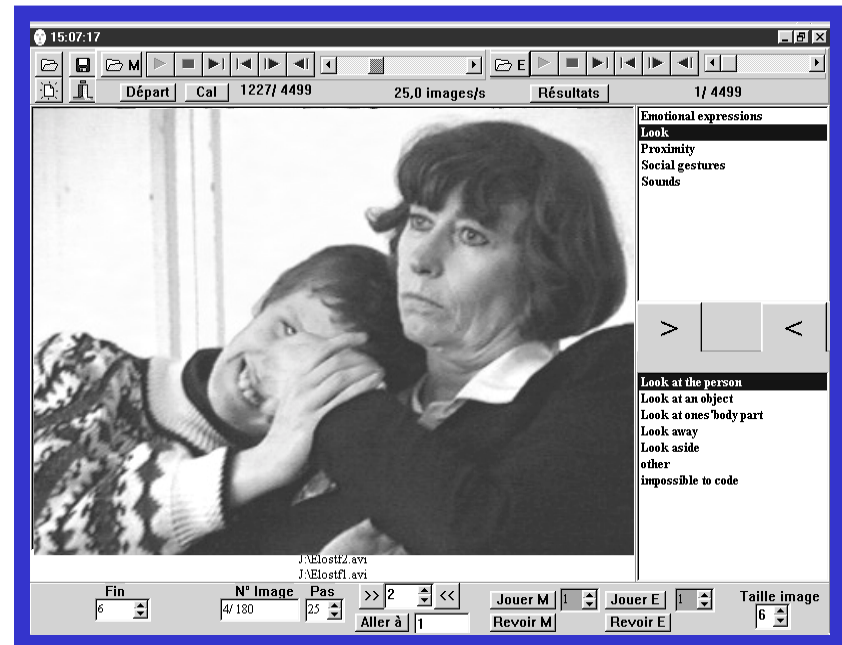 15:07:17
M
E
Départ Cal 1227/ 4499 25,0 images/s Résultats 1/ 4499
Emotional expressions
Look
Proximity
Social gestures
Sounds
> <
Look at the person
Look at an object
Look at ones'body part
Look away
Look aside
other
impossible to code
J:\Elostf2.avi
J:\Elostf1.avi
Fin N° Image Pas >> 2 << Jouer M 1 Jouer E 1 Taille image
6 4/180 25 Aller à 1 Revoir M Revoir E 6